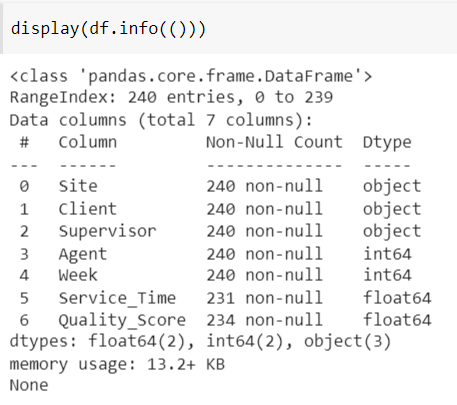 display(df.info(()))
<class 'pandas.core.frame.DataFrame'>
RangeIndex: 240 entries, 0 to 239
Data columns (total 7 columns):
 #   Column         Non-Null Count  Dtype
---  ------         --------------  -----
 0   Site           240 non-null    object
 1   Client         240 non-null    object
 2   Supervisor     240 non-null    object
 3   Agent          240 non-null    int64
 4   Week           240 non-null    int64
 5   Service_Time   231 non-null    float64
 6   Quality_Score  234 non-null    float64
dtypes: float64(2), int64(2), object(3)
memory usage: 13.2+ KB
None